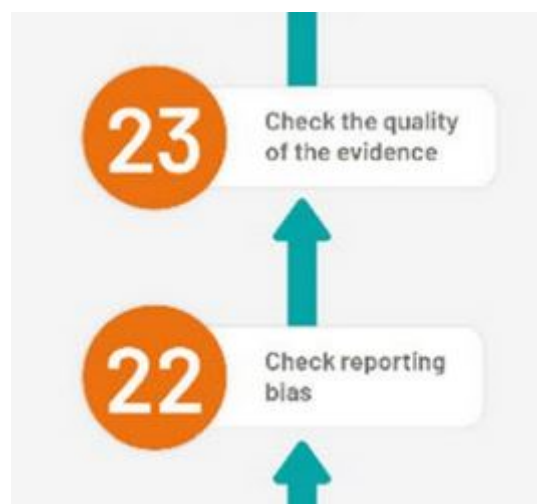 23
Check the quality
of the evidence
22
Check reporting
bias